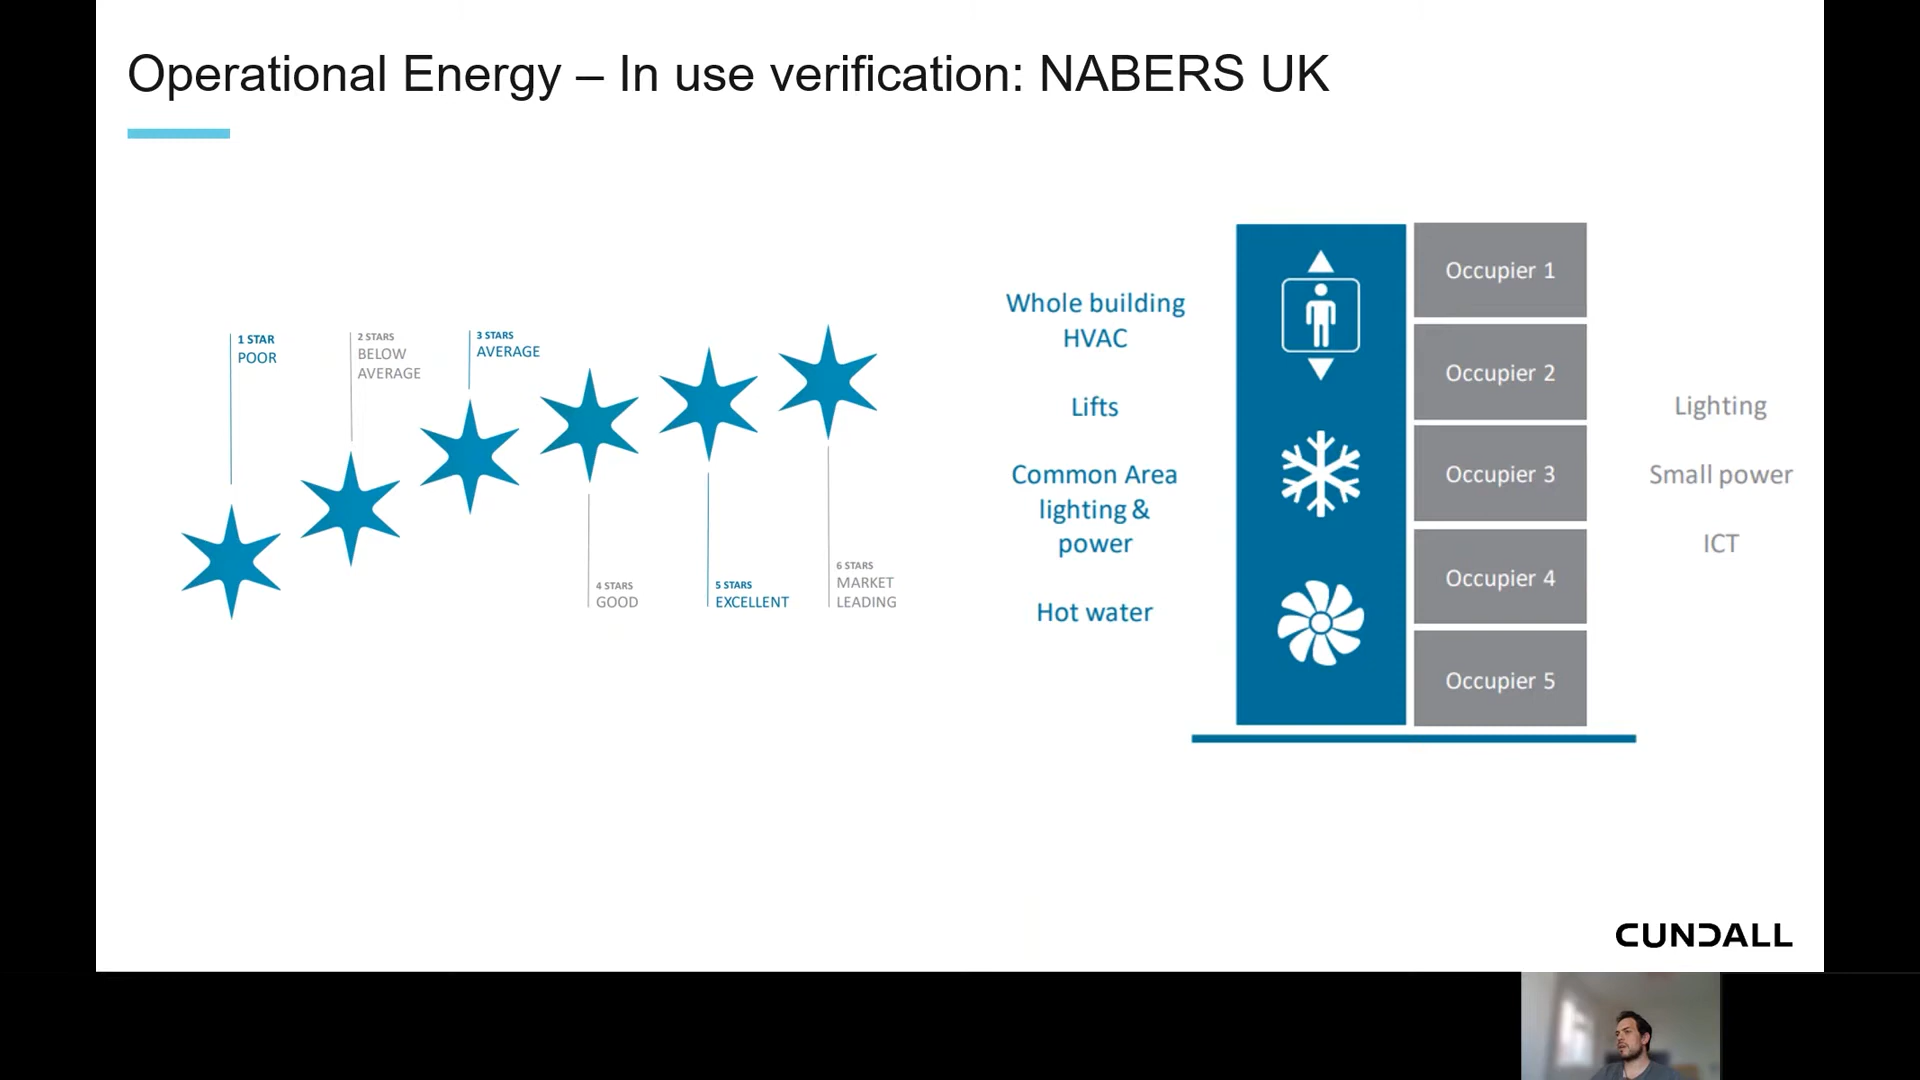 Operational Energy – In use verification: NABERS UK
1 STAR
POOR
2 STARS
BELOW
AVERAGE
3 STARS
AVERAGE
4 STARS
GOOD
5 STARS
EXCELLENT
6 STARS
MARKET
LEADING
Whole building
HVAC
Lifts
Common Area
lighting &
power
Hot water
Occupier 1
Occupier 2
Occupier 3
Occupier 4
Occupier 5
Lighting
Small power
ICT
CUNDALL